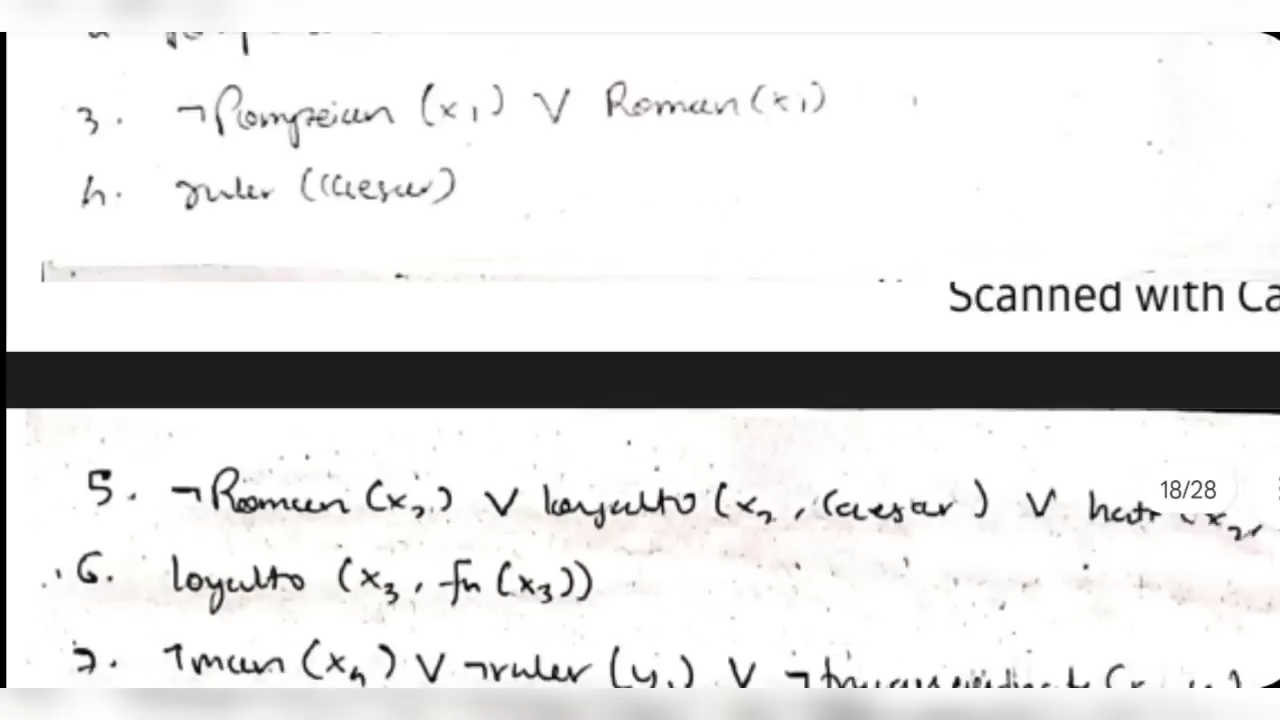 3. ¬Pompeian (x₁) V Roman (x₁)
4. ruler (Caesar)
Scanned with Ca
5. ¬Roman (x₂) V loyalto (x₂, Caesar) V hate (x₂,
18/28
6. loyalto (x₃, fn (x₃))
7. ¬man (x₄) V ¬ruler (y₁) V